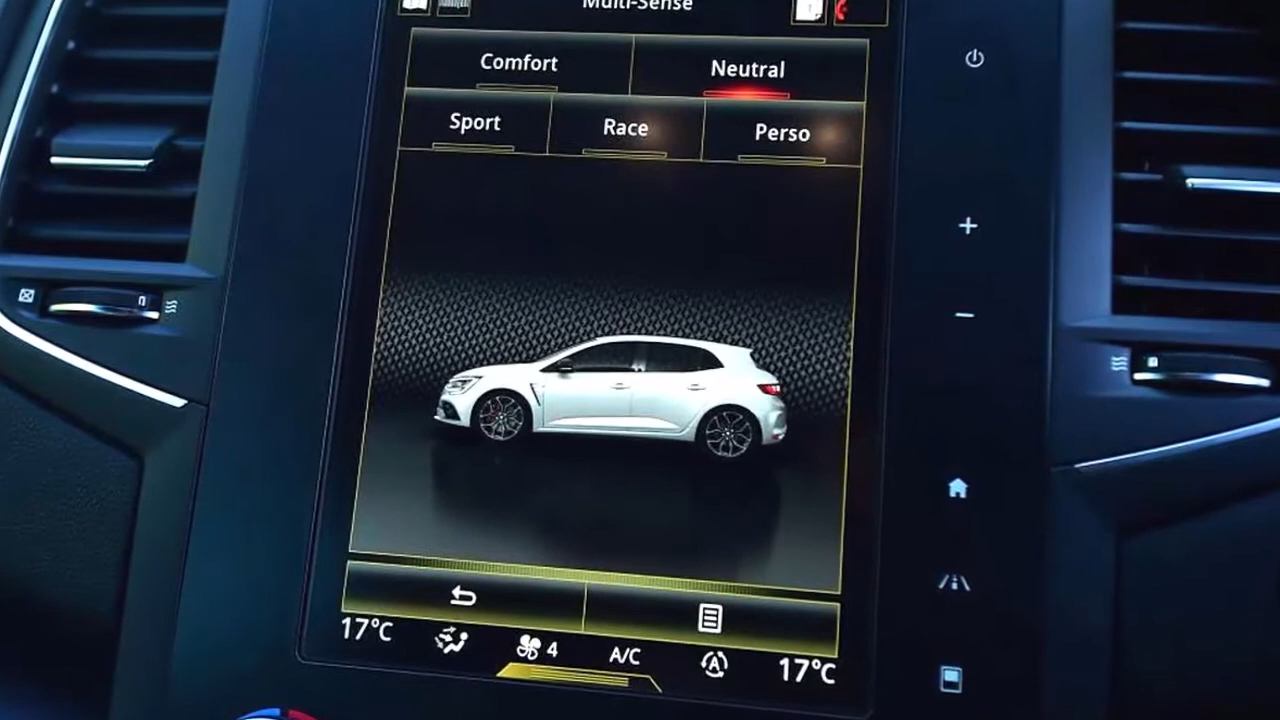 Multi-Sense
Comfort
Neutral
Sport
Race
Perso
17°C
4
A/C
A
17°C